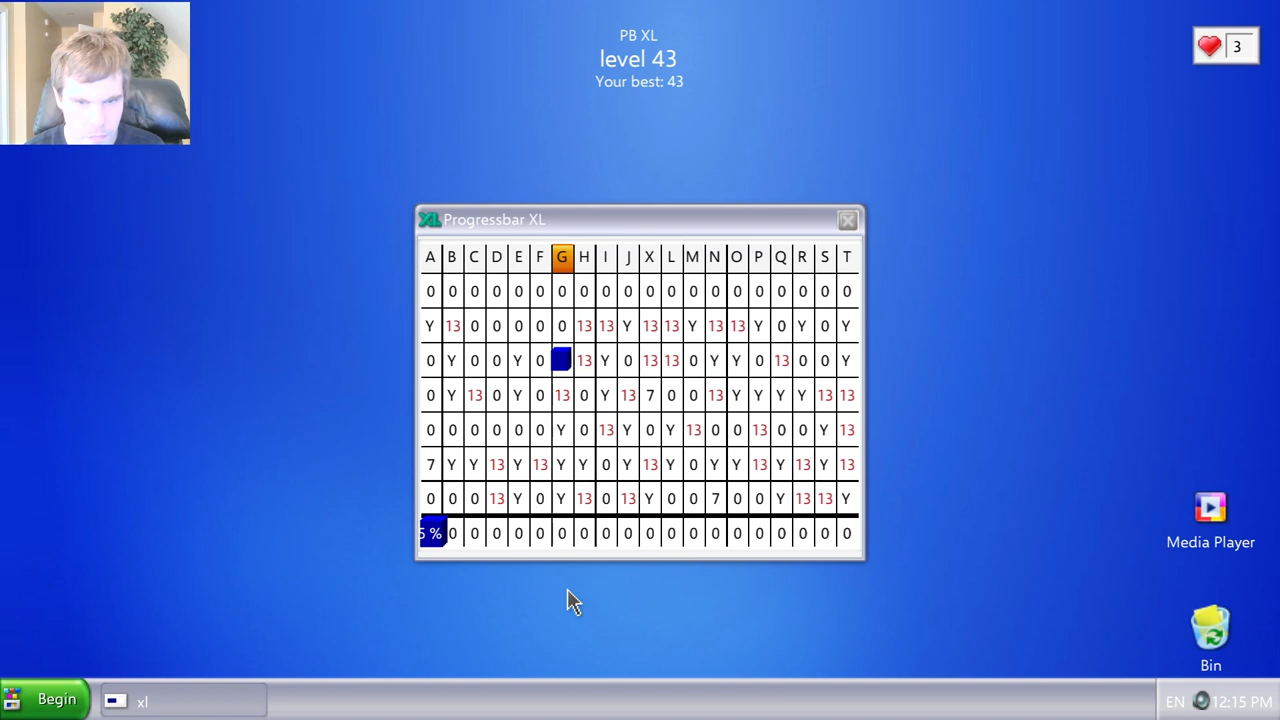 PB XL
level 43
Your best: 43
3
XL Progressbar XL
A B C D E F G H I J X L M N O P Q R S T
0 0 0 0 0 0 0 0 0 0 0 0 0 0 0 0 0 0 0 0
Y 13 0 0 0 0 0 13 13 Y 13 13 Y 13 13 Y 0 Y 0 Y
0 Y 0 0 Y 0 13 Y 0 13 13 0 Y Y 0 13 0 0 Y
0 Y 13 0 Y 0 13 0 Y 13 7 0 0 13 Y Y Y Y 13 13
0 0 0 0 0 0 Y 0 13 Y 0 Y 13 0 0 13 0 0 Y 13
7 Y Y 13 Y 13 Y Y 0 Y 13 Y 0 Y Y 13 Y 13 Y 13
0 0 0 13 Y 0 Y 13 0 13 Y 0 0 7 0 0 Y 13 13 Y
5 % 0 0 0 0 0 0 0 0 0 0 0 0 0 0 0 0 0 0 0
Media Player
Bin
Begin
xl
EN 12:15 PM